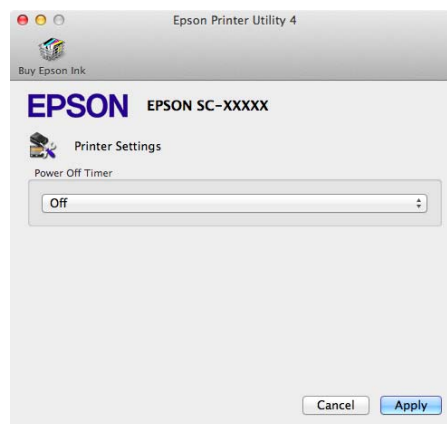 Epson Printer Utility 4
Buy Epson Ink
EPSON EPSON SC-XXXXX
Printer Settings
Power Off Timer
Off
Cancel Apply